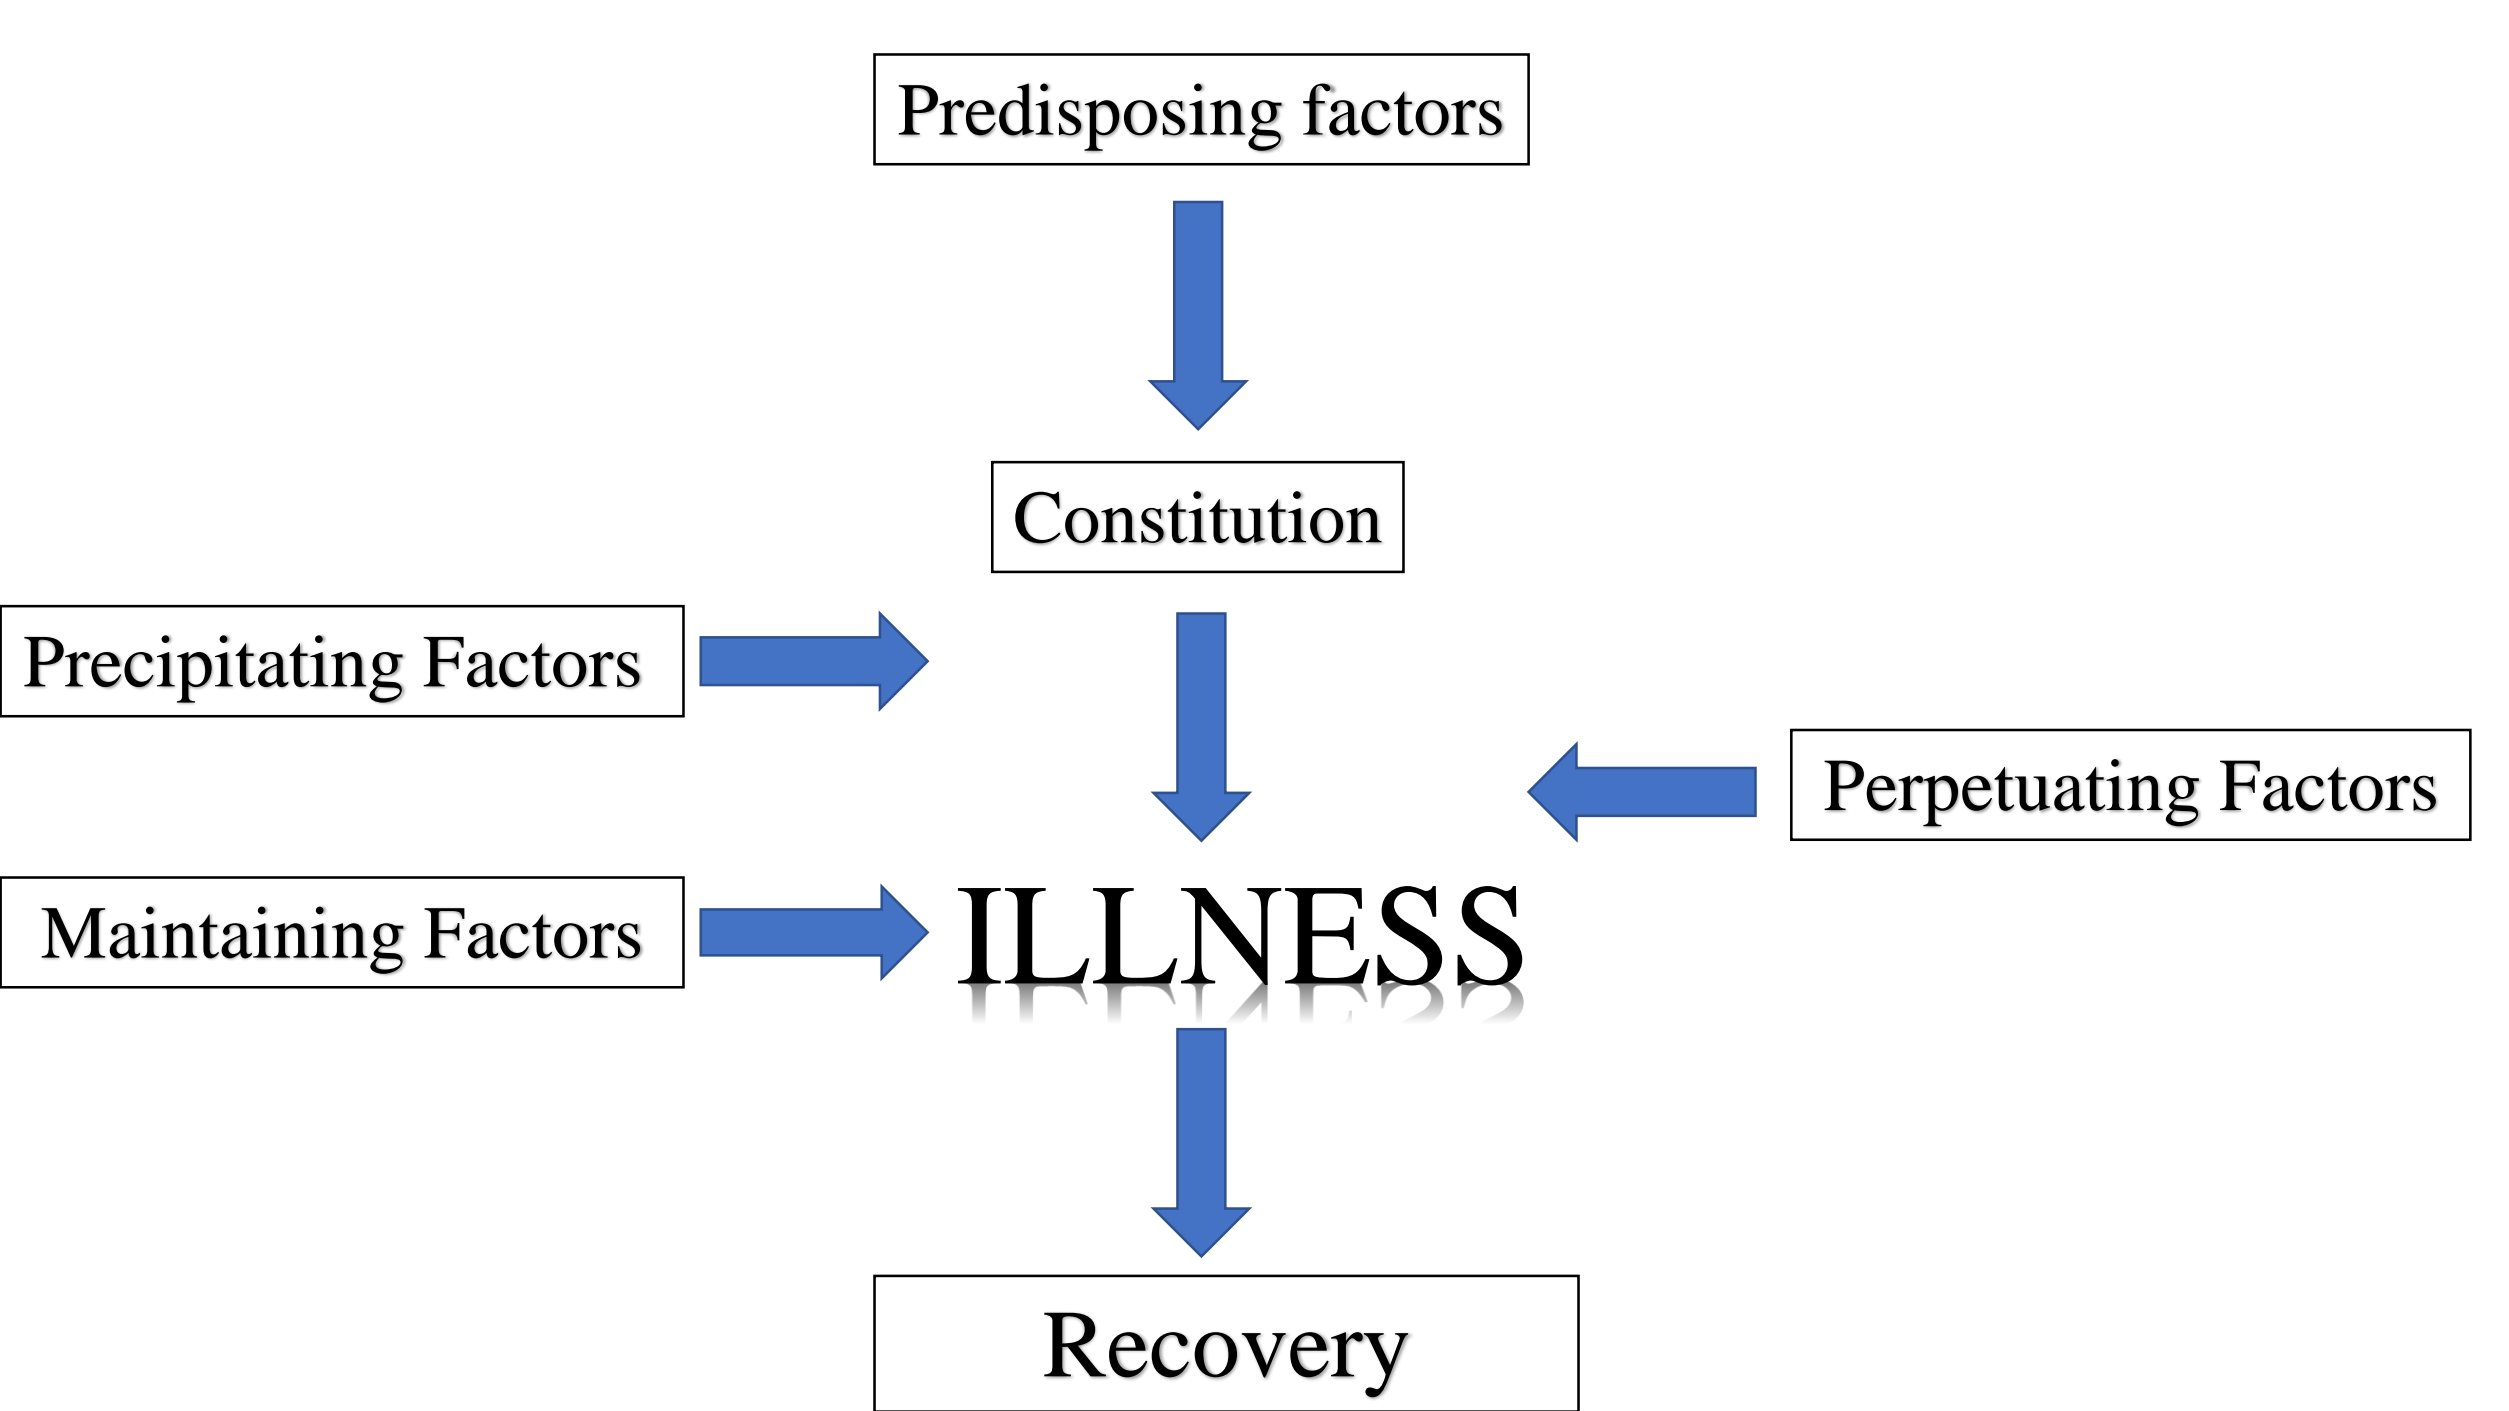 Predisposing factors
Constitution
Precipitating Factors
Perpetuating Factors
Maintaining Factors
ILLNESS
Recovery